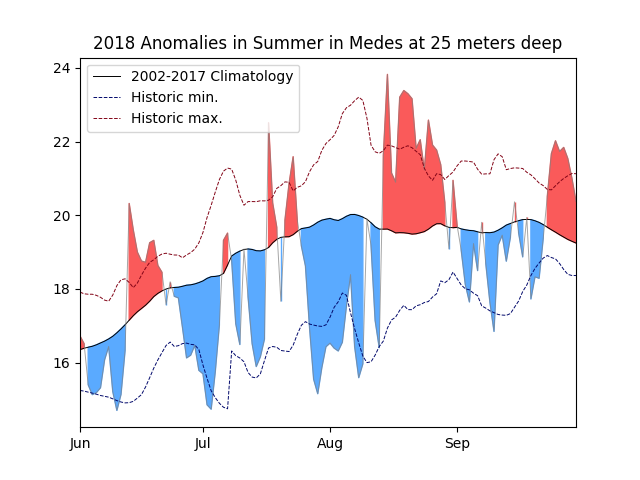 2018 Anomalies in Summer in Medes at 25 meters deep
2002-2017 Climatology
Historic min.
Historic max.
24
22
20
18
16
Jun Jul Aug Sep